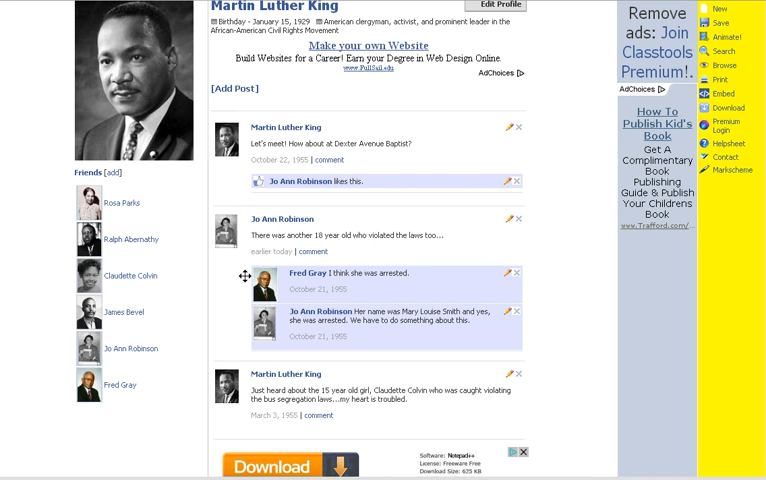 Martin Luther King
Edit Profile
Birthday - January 15, 1929 American clergyman, activist, and prominent leader in the
African-American Civil Rights Movement
Make your own Website
Build Websites for a Career! Earn your Degree in Web Design Online.
www.FullSail.edu
AdChoices
[Add Post]
Martin Luther King
Let's meet! How about at Dexter Avenue Baptist?
October 22, 1955 | comment
Jo Ann Robinson likes this.
Friends [add]
Rosa Parks
Ralph Abernathy
Claudette Colvin
James Bevel
Jo Ann Robinson
Fred Gray
Jo Ann Robinson
There was another 18 year old who violated the laws too...
earlier today | comment
Fred Gray I think she was arrested.
October 21, 1955
Jo Ann Robinson Her name was Mary Louise Smith and yes,
she was arrested. We have to do something about this.
October 21, 1955
Martin Luther King
Just heard about the 15 year old girl, Claudette Colvin who was caught violating
the bus segregation laws...my heart is troubled.
March 3, 1955 | comment
Download
Software: Notepad++
License: Freeware Free
Download Size: 625 KB
Remove
ads: Join
Classtools
Premium!.
AdChoices
How To
Publish Kid's
Book
Get A
Complimentary
Book
Publishing
Guide & Publish
Your Childrens
Book
www.Trafford.com/...
New
Save
Animate!
Search
Browse
Print
Embed
Download
Premium
Login
Helpsheet
Contact
Markscheme